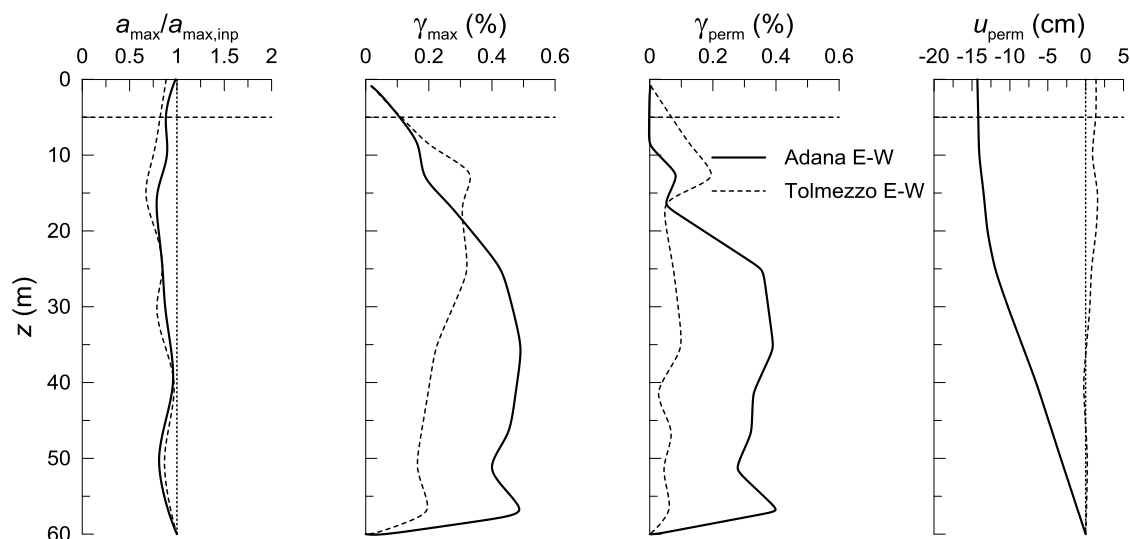 a_max/a_max,inp γ_max (%) γ_perm (%) u_perm (cm)
0 0.5 1 1.5 2 0 0.2 0.4 0.6 0 0.2 0.4 0.6 -20 -15 -10 -5 0 5
0
10
Adana E-W
Tolmezzo E-W
20
z (m)
30
40
50
60